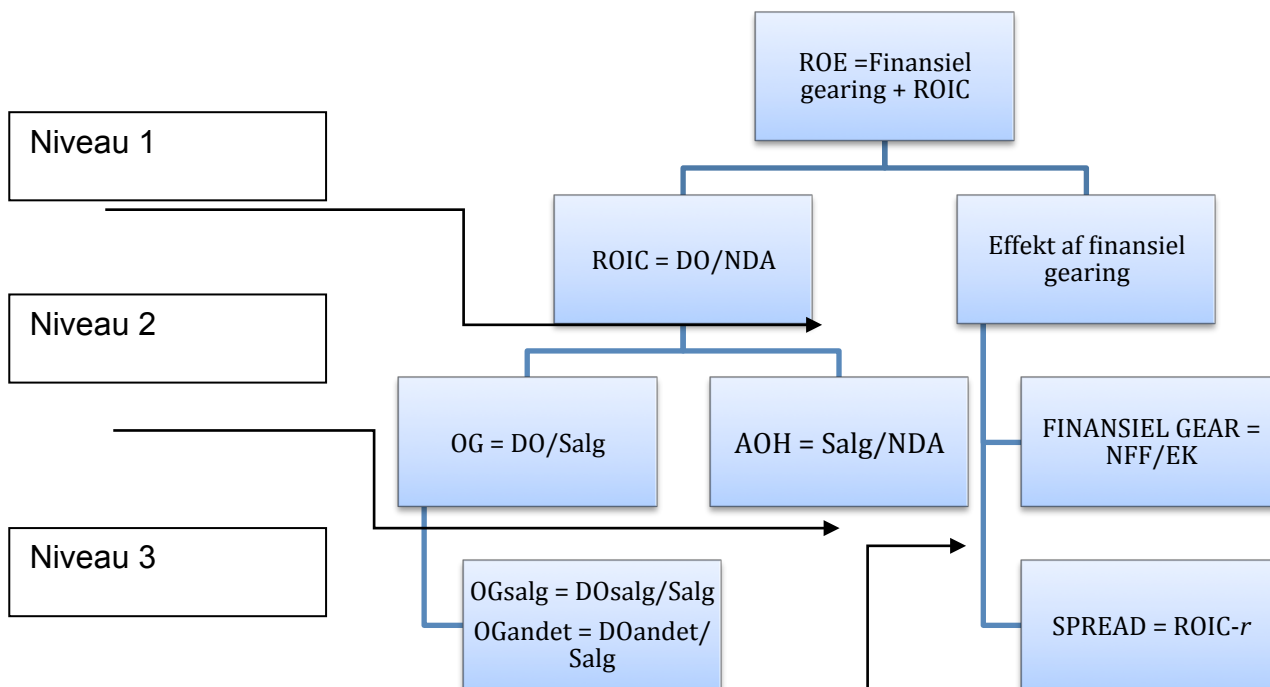 ROE =Finansiel
gearing + ROIC
Niveau 1
ROIC = DO/NDA
Effekt af finansiel
gearing
Niveau 2
OG = DO/Salg
AOH = Salg/NDA
FINANSIEL GEAR =
NFF/EK
Niveau 3
OGsalg = DOsalg/Salg
OGandet = DOandet/
Salg
SPREAD = ROIC-r